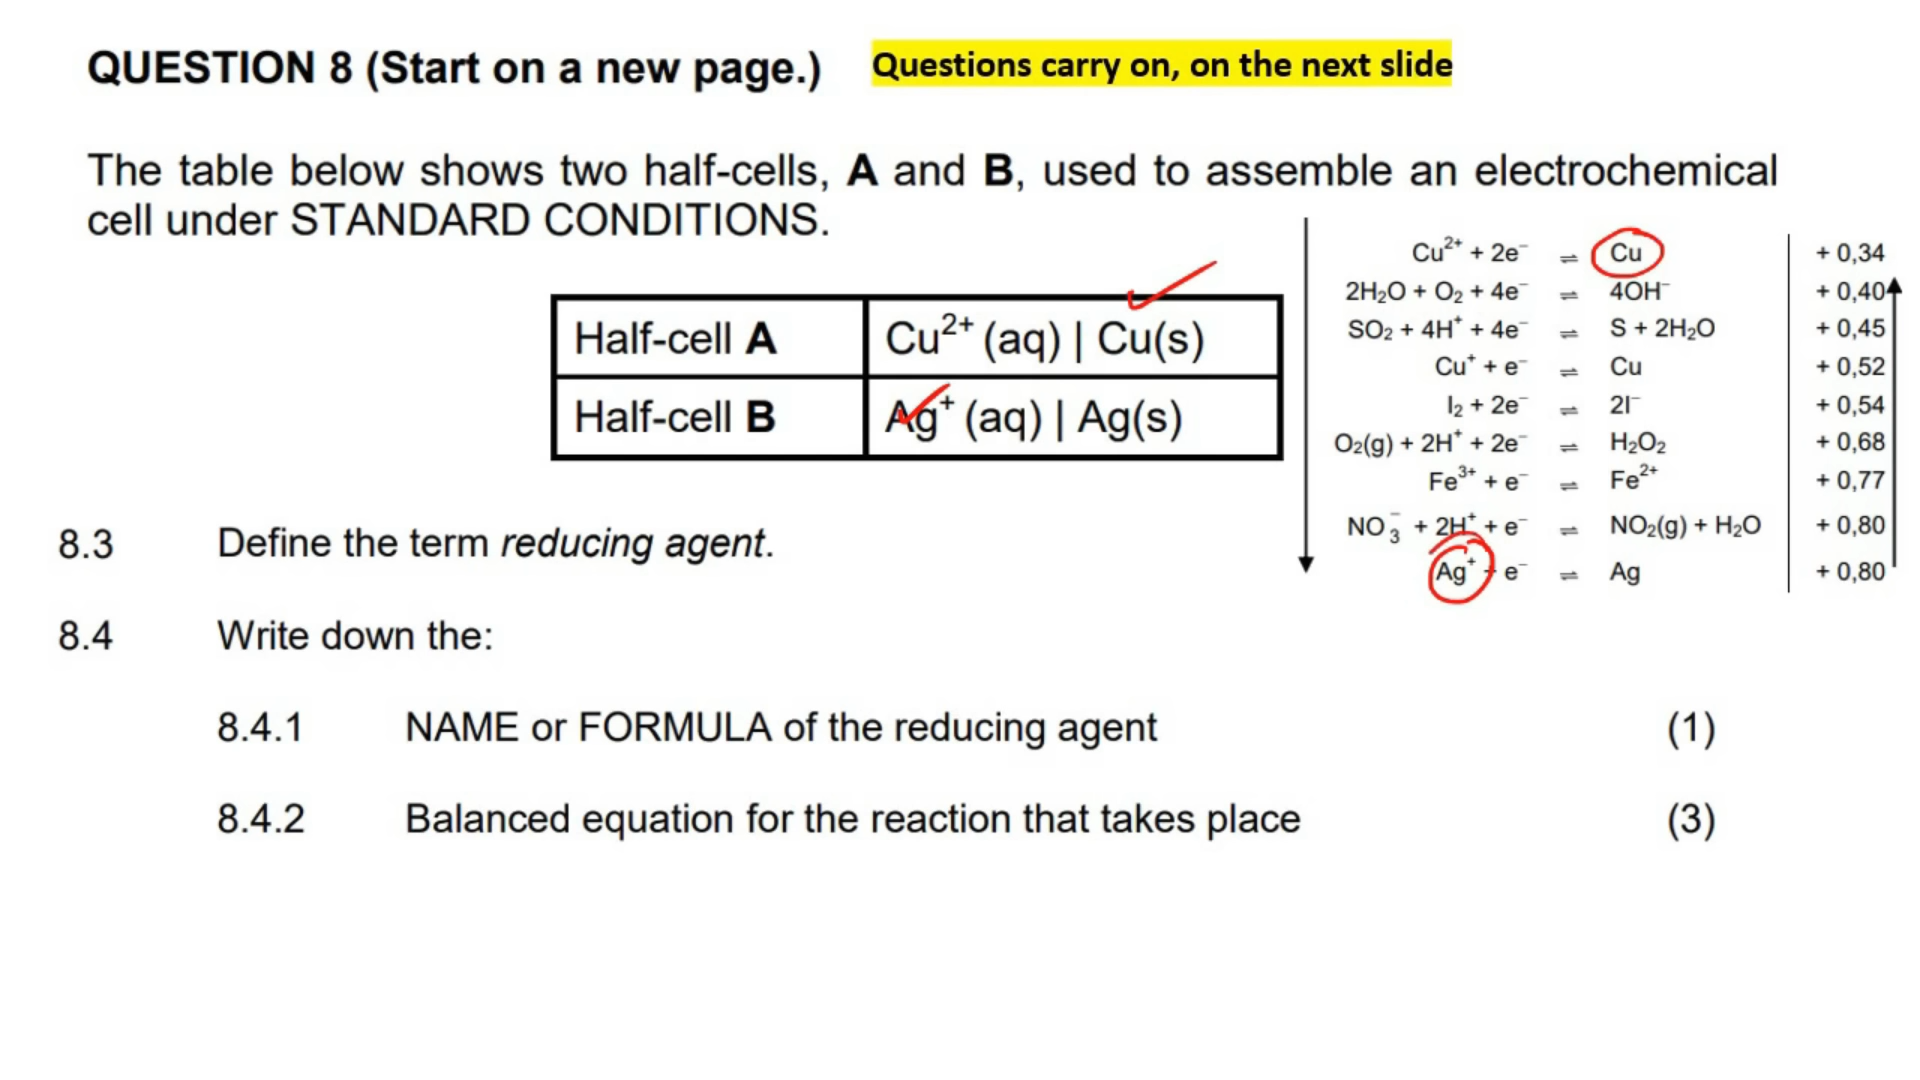 QUESTION 8 (Start on a new page.) Questions carry on, on the next slide
The table below shows two half-cells, A and B, used to assemble an electrochemical
cell under STANDARD CONDITIONS.
Half-cell A Cu²⁺ (aq) | Cu(s)
Half-cell B Ag⁺ (aq) | Ag(s)
Cu²⁺ + 2e⁻ ⇌ Cu + 0,34
2H₂O + O₂ + 4e⁻ ⇌ 4OH⁻ + 0,40
SO₂ + 4H⁺ + 4e⁻ ⇌ S + 2H₂O + 0,45
Cu⁺ + e⁻ ⇌ Cu + 0,52
I₂ + 2e⁻ ⇌ 2I⁻ + 0,54
O₂(g) + 2H⁺ + 2e⁻ ⇌ H₂O₂ + 0,68
Fe³⁺ + e⁻ ⇌ Fe²⁺ + 0,77
NO₃⁻ + 2H⁺ + e⁻ ⇌ NO₂(g) + H₂O + 0,80
Ag⁺ + e⁻ ⇌ Ag + 0,80
8.3 Define the term reducing agent.
8.4 Write down the:
8.4.1 NAME or FORMULA of the reducing agent (1)
8.4.2 Balanced equation for the reaction that takes place (3)